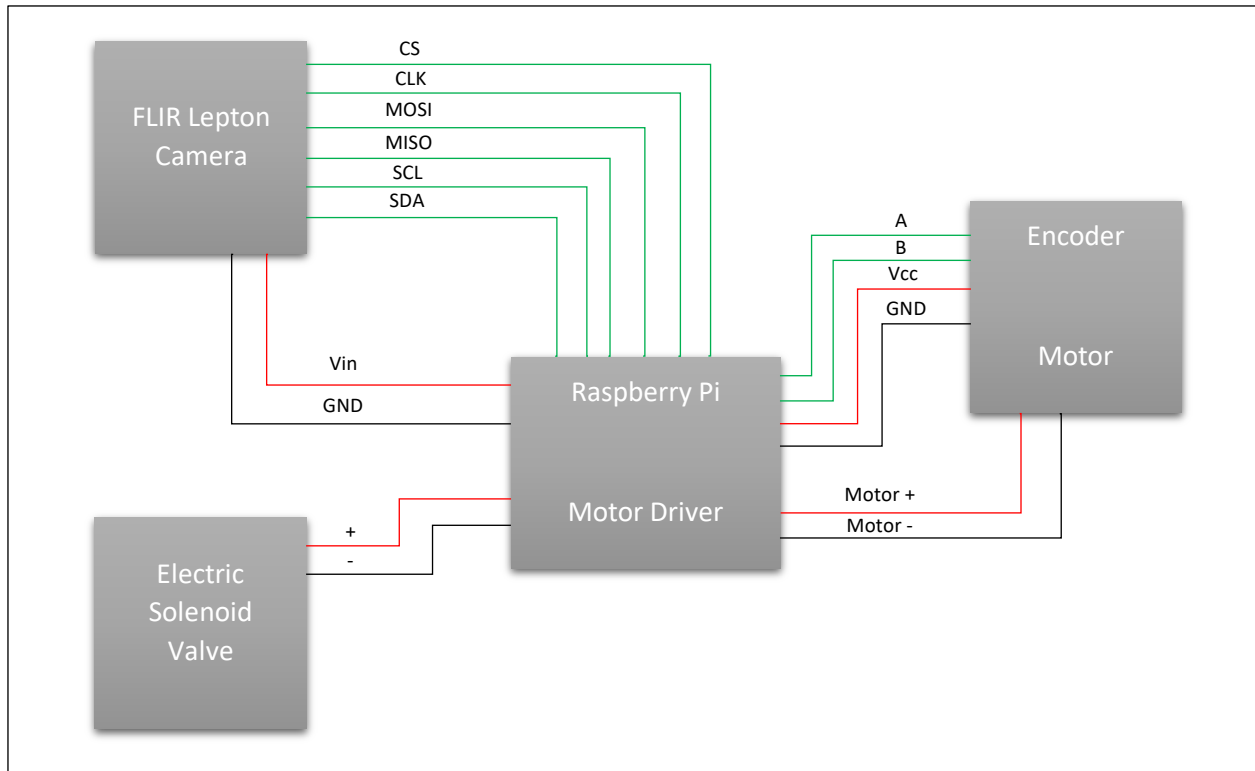 CS
CLK
MOSI
MISO
SCL
SDA
FLIR Lepton
Camera
Vin
GND
A
B
Vcc
GND
Encoder
Motor
Raspberry Pi
Motor Driver
Motor +
Motor -
+
-
Electric
Solenoid
Valve